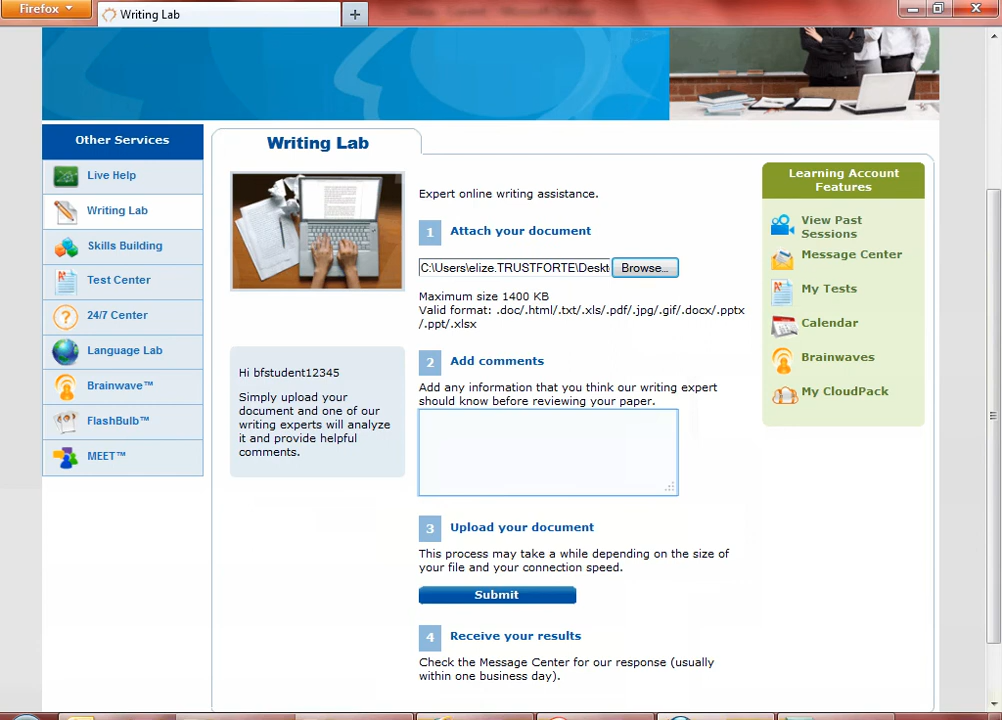 Firefox
Writing Lab
Other Services
Live Help
Writing Lab
Skills Building
Test Center
24/7 Center
Language Lab
Brainwave™
FlashBulb™
MEET™
Writing Lab
Hi bfstudent12345
Simply upload your
document and one of our
writing experts will analyze
it and provide helpful
comments.
Expert online writing assistance.
1 Attach your document
C:\Users\elize.TRUSTFORTE\Deskt Browse...
Maximum size 1400 KB
Valid format: .doc/.html/.txt/.xls/.pdf/.jpg/.gif/.docx/.pptx
/.ppt/.xlsx
2 Add comments
Add any information that you think our writing expert
should know before reviewing your paper.
3 Upload your document
This process may take a while depending on the size of
your file and your connection speed.
Submit
4 Receive your results
Check the Message Center for our response (usually
within one business day).
Learning Account
Features
View Past
Sessions
Message Center
My Tests
Calendar
Brainwaves
My CloudPack